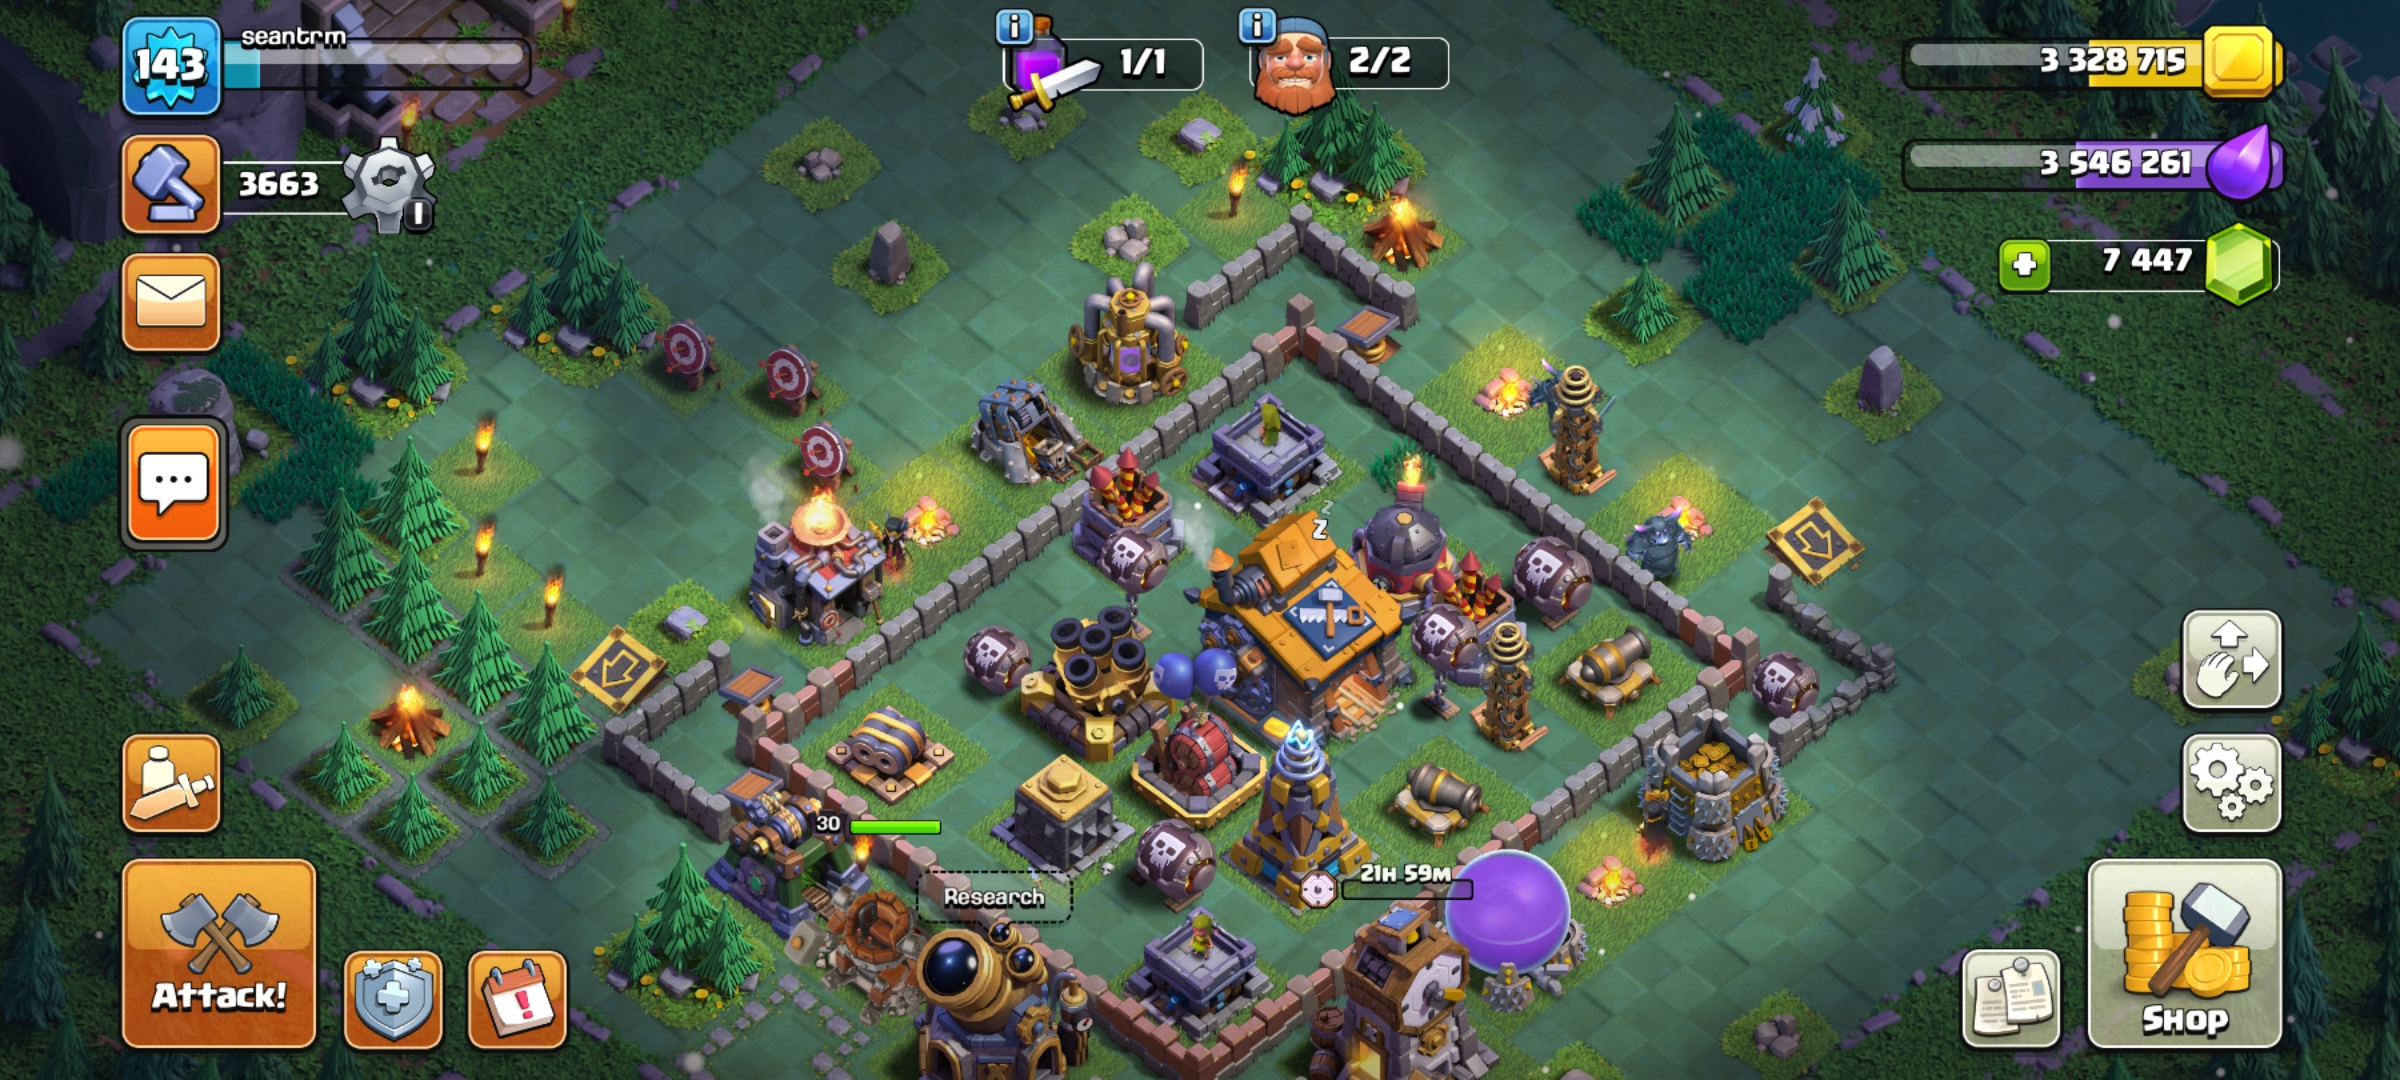 143
seantrm
i
1/1
i
2/2
3 328 715
3663
I
3 546 261
7 447
z
z
30
21H 59M
Research
Attack!
Shop